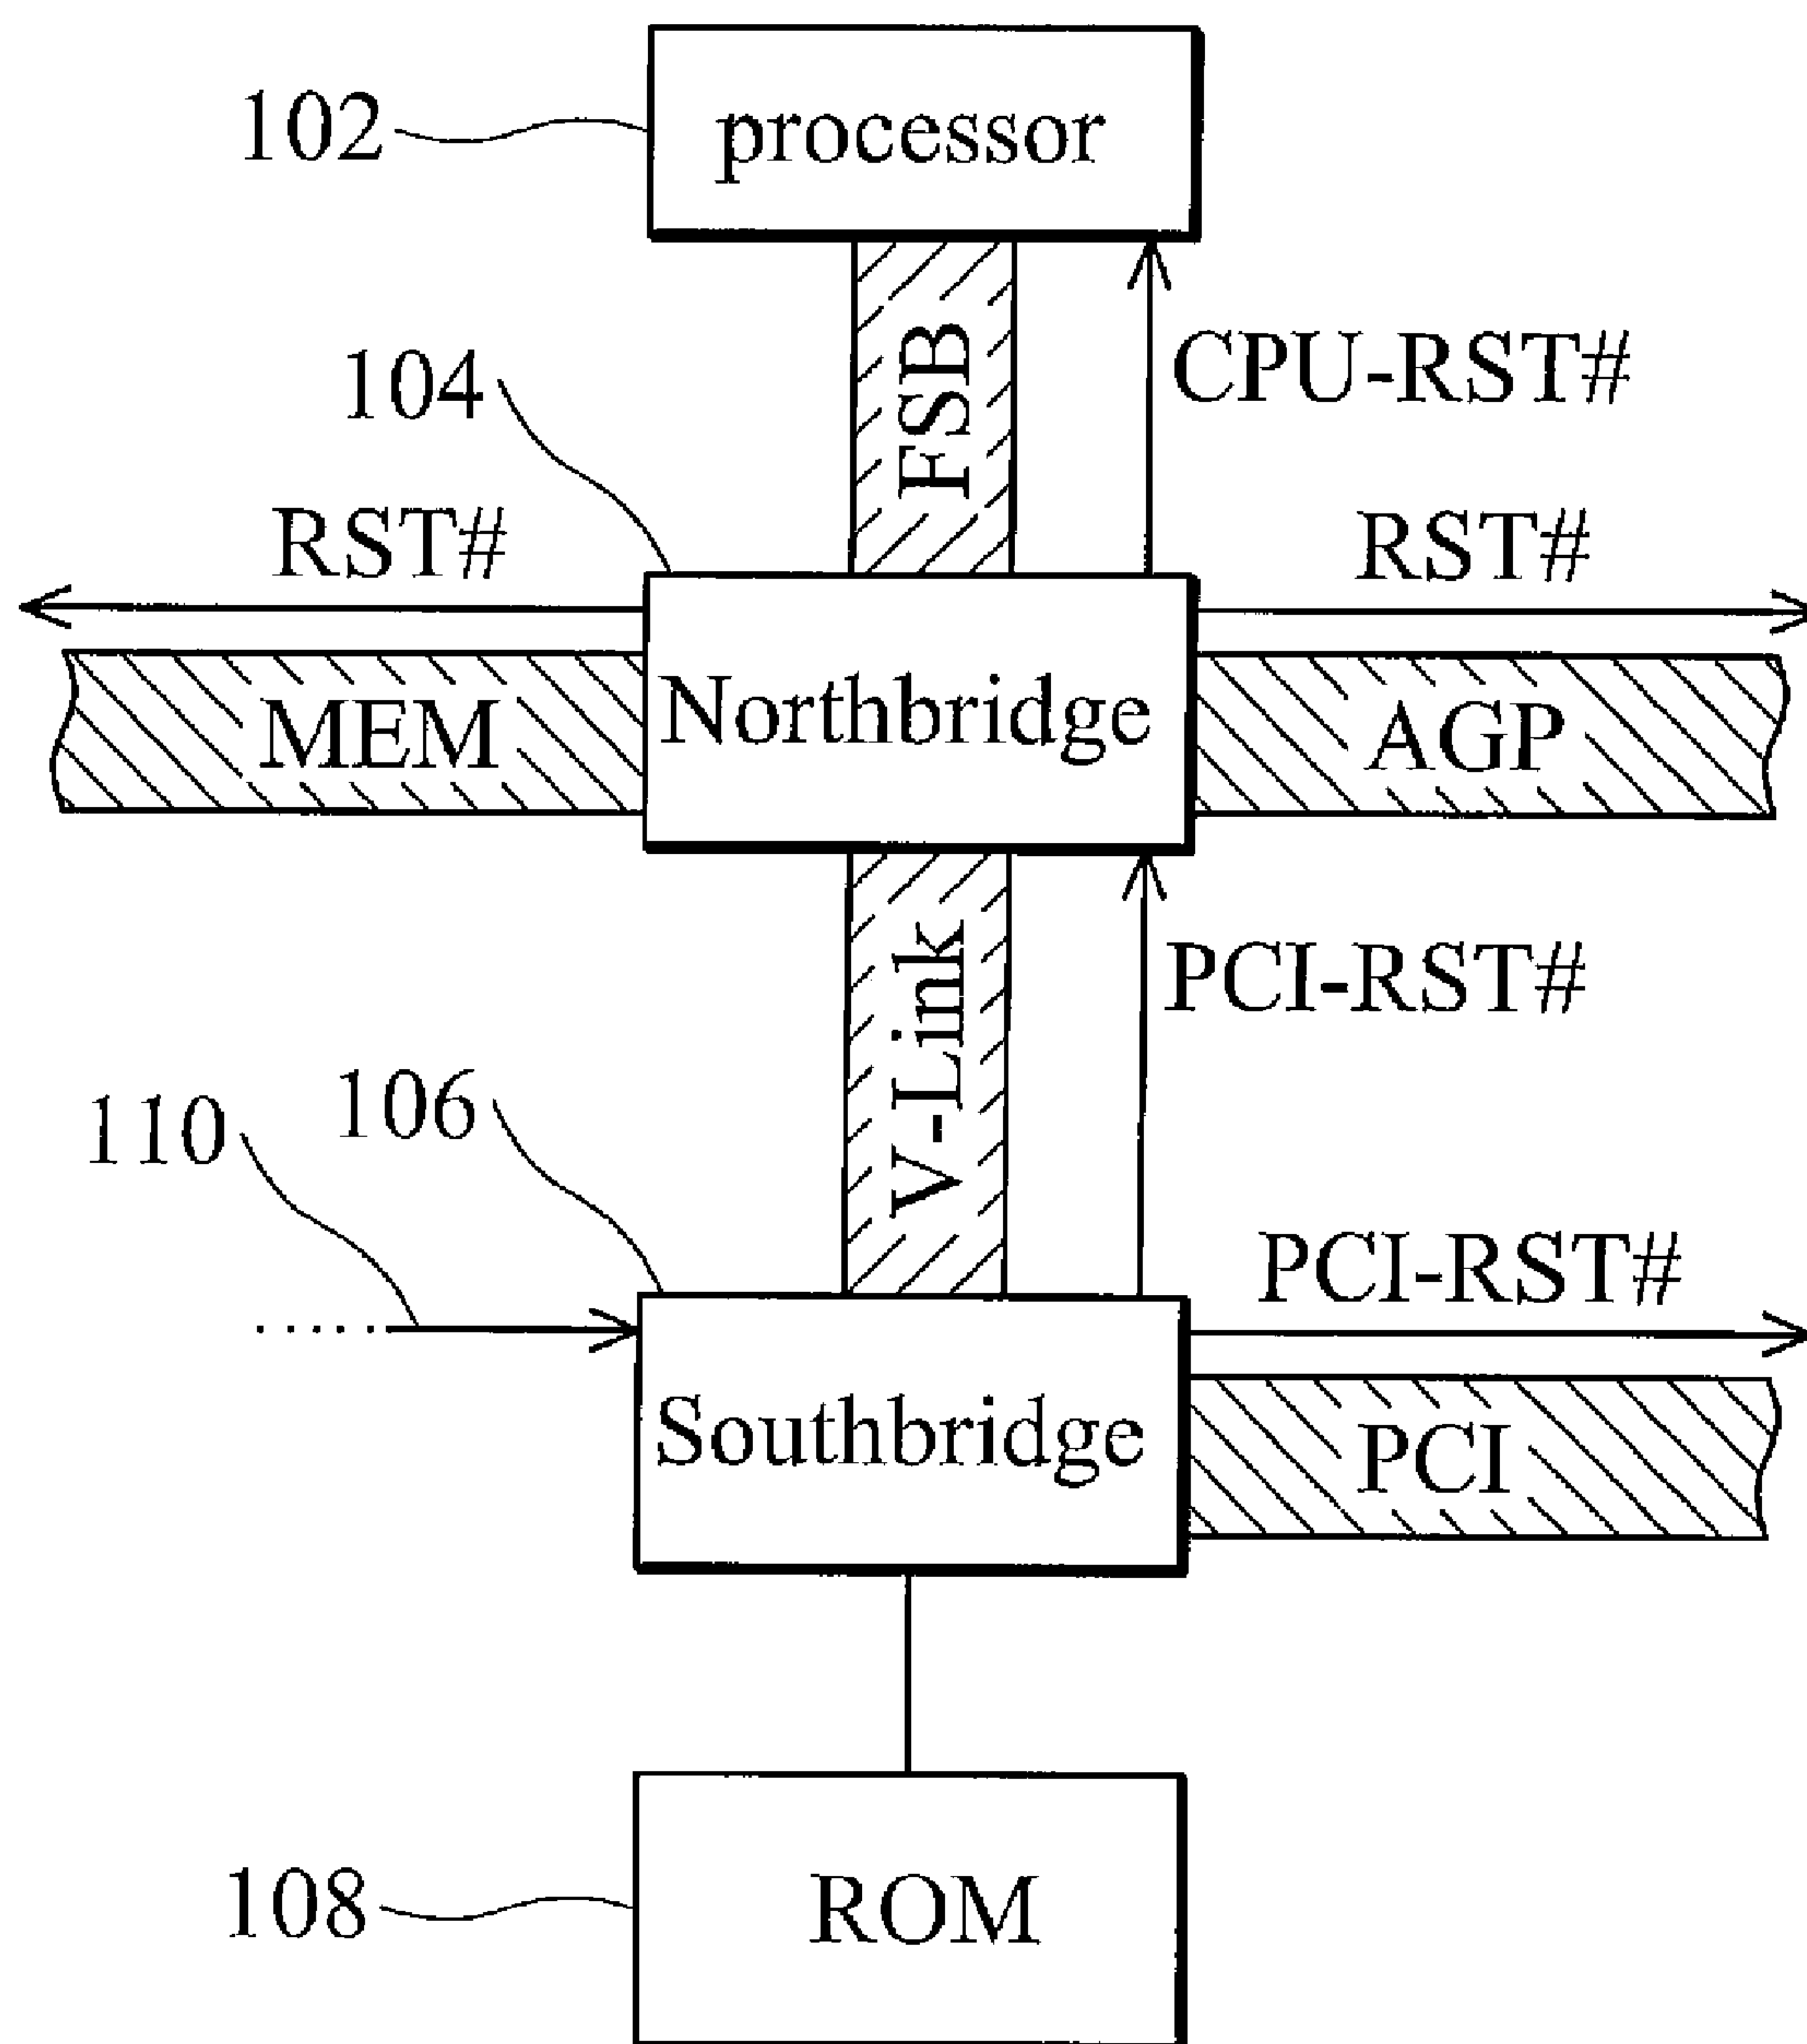 processor
102
FSB
CPU-RST#
104
RST#
RST#
MEM
Northbridge
AGP
V-Link
PCI-RST#
106
110
PCI-RST#
Southbridge
PCI
108
ROM